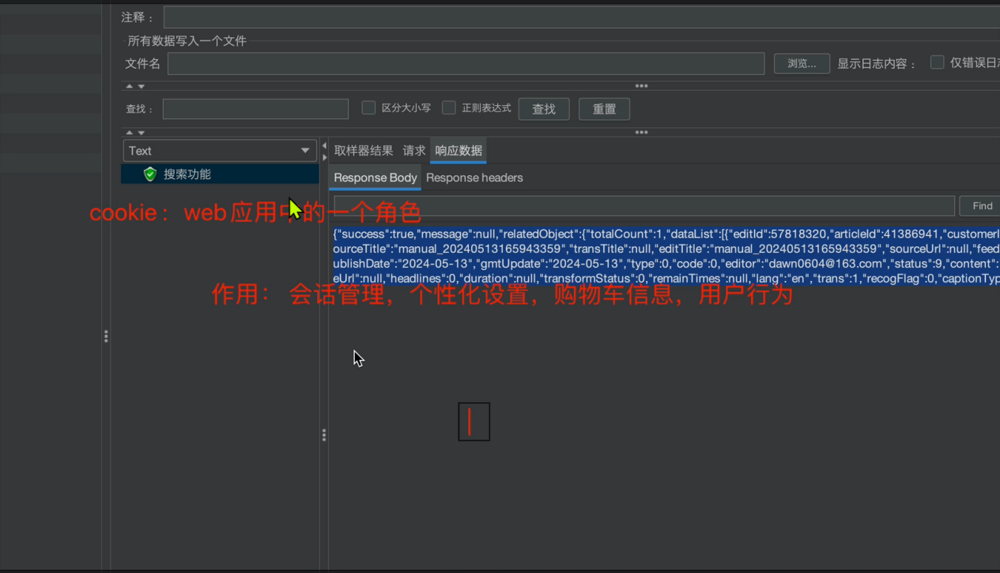 注释：
所有数据写入一个文件
文件名 浏览... 显示日志内容： 仅错误日志
查找： 区分大小写 正则表达式 查找 重置
Text 取样器结果 请求 响应数据
搜索功能 Response Body Response headers
Find
cookie：web应用中的一个角色
{"success":true,"message":null,"relatedObject":{"totalCount":1,"dataList":[{"editId":57818320,"articleId":41386941,"customerI
ourceTitle":"manual_20240513165943359","transTitle":null,"editTitle":"manual_20240513165943359","sourceUrl":null,"feed
ublishDate":"2024-05-13","gmtUpdate":"2024-05-13","type":0,"code":0,"editor":"dawn0604@163.com","status":9,"content":
eUrl":null,"headlines":0,"duration":null,"transformStatus":0,"remainTimes":null,"lang":"en","trans":1,"recogFlag":0,"captionTyp
作用： 会话管理，个性化设置，购物车信息，用户行为